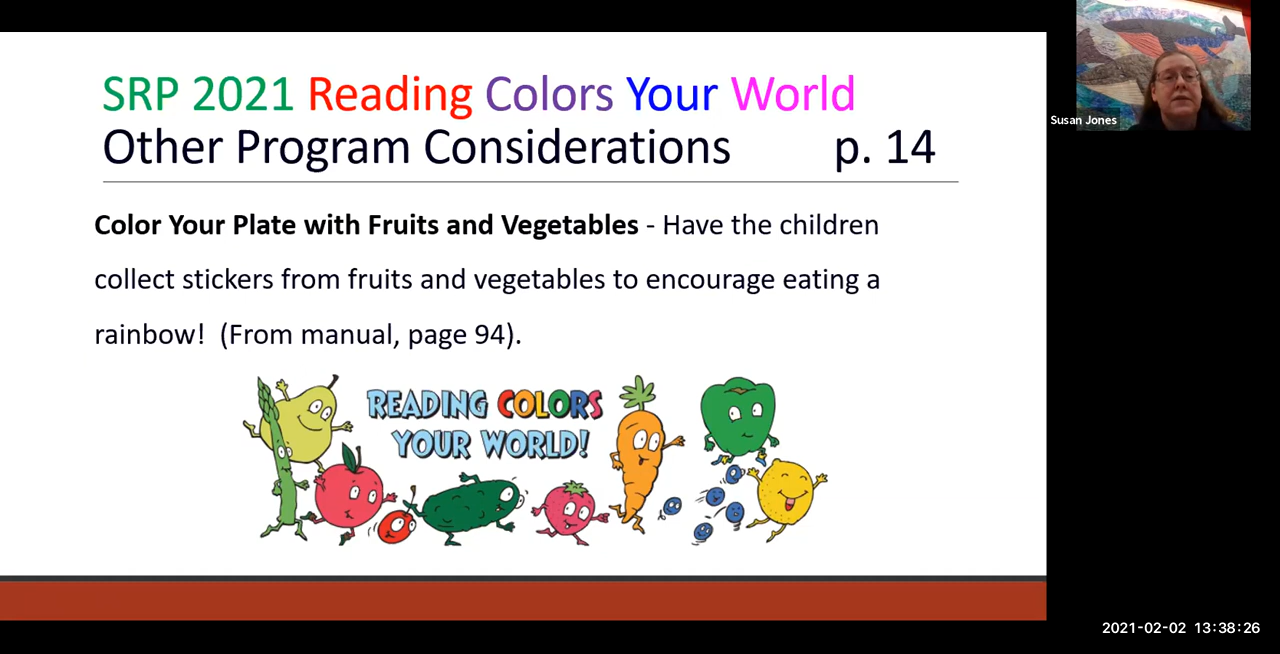 SRP 2021 Reading Colors Your World
Other Program Considerations p. 14
Color Your Plate with Fruits and Vegetables - Have the children
collect stickers from fruits and vegetables to encourage eating a
rainbow! (From manual, page 94).
READING COLORS
YOUR WORLD!
Susan Jones
2021-02-02 13:38:26